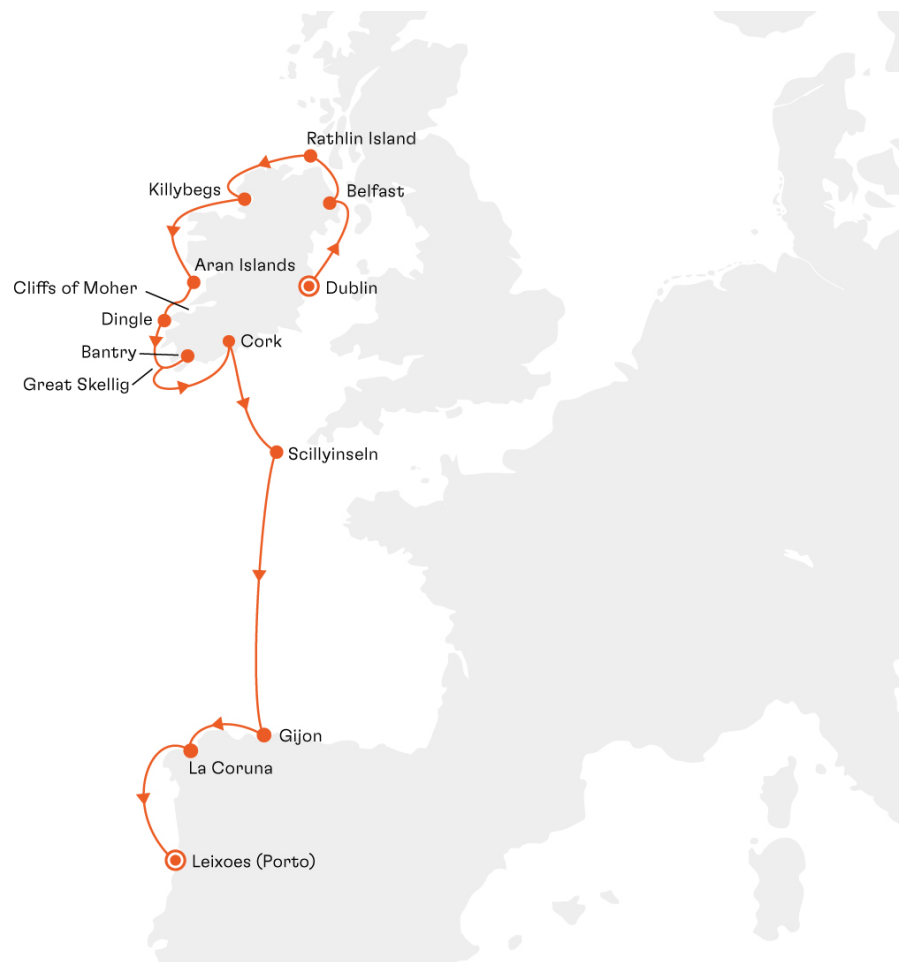 Rathlin Island
Killybegs
Belfast
Aran Islands
Cliffs of Moher
Dublin
Dingle
Cork
Bantry
Great Skellig
Scillyinseln
Gijon
La Coruna
Leixoes (Porto)